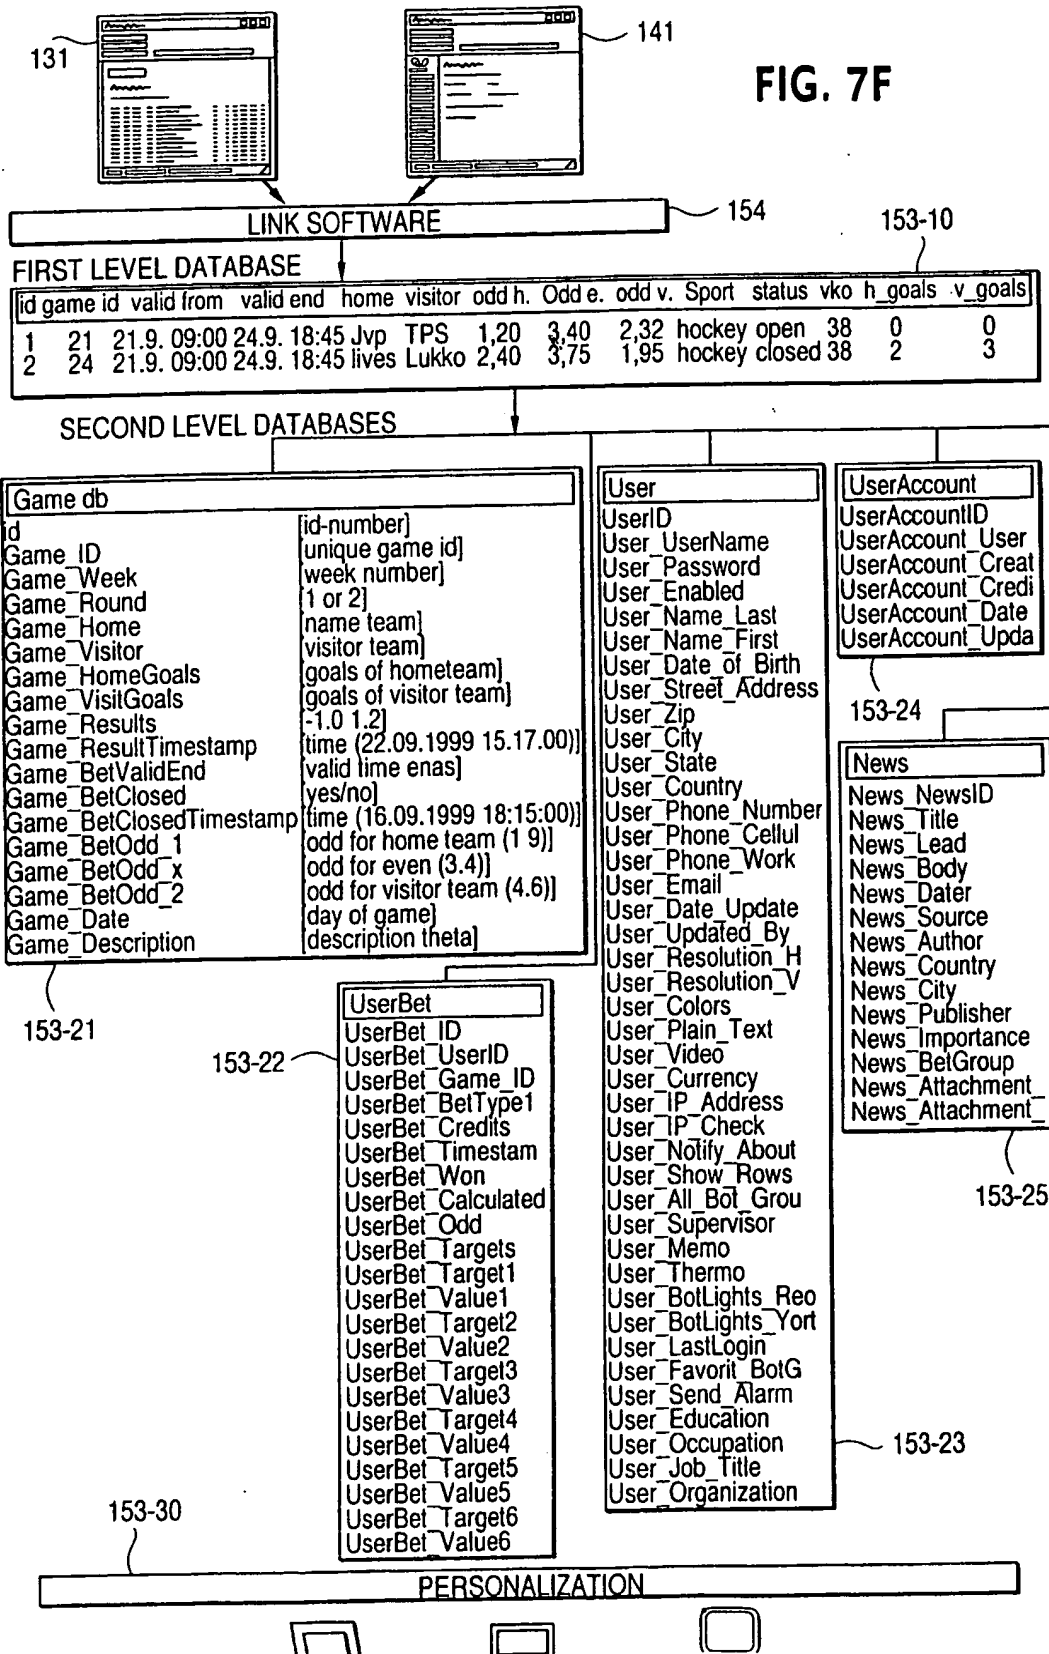 131
141
FIG. 7F
LINK SOFTWARE
154
153-10
FIRST LEVEL DATABASE
id game id valid from valid end home visitor odd h. Odd e. odd v. Sport status vko h_goals v_goals
1 21 21.9. 09:00 24.9. 18:45 Jvp TPS 1,20 3,40 2,32 hockey open 38 0 0
2 24 21.9. 09:00 24.9. 18:45 lives Lukko 2,40 3,75 1,95 hockey closed 38 2 3
SECOND LEVEL DATABASES
Game db
id [id-number]
Game_ID [unique game id]
Game_Week [week number]
Game_Round [1 or 2]
Game_Home [name team]
Game_Visitor [visitor team]
Game_HomeGoals [goals of hometeam]
Game_VisitGoals [goals of visitor team]
Game_Results [-1.0 1.2]
Game_ResultTimestamp [time (22.09.1999 15.17.00)]
Game_BetValidEnd [valid time enas]
Game_BetClosed [yes/no]
Game_BetClosedTimestamp [time (16.09.1999 18:15:00)]
Game_BetOdd_1 [odd for home team (1 9)]
Game_BetOdd_x [odd for even (3.4)]
Game_BetOdd_2 [odd for visitor team (4.6)]
Game_Date [day of game]
Game_Description [description theta]
153-21
UserBet
UserBet_ID
UserBet_UserID
UserBet_Game_ID
UserBet_BetType1
UserBet_Credits
UserBet_Timestam
UserBet_Won
UserBet_Calculated
UserBet_Odd
UserBet_Targets
UserBet_Target1
UserBet_Value1
UserBet_Target2
UserBet_Value2
UserBet_Target3
UserBet_Value3
UserBet_Target4
UserBet_Value4
UserBet_Target5
UserBet_Value5
UserBet_Target6
UserBet_Value6
153-22
User
UserID
User_UserName
User_Password
User_Enabled
User_Name_Last
User_Name_First
User_Date_of_Birth
User_Street_Address
User_Zip
User_City
User_State
User_Country
User_Phone_Number
User_Phone_Cellul
User_Phone_Work
User_Email
User_Date_Update
User_Updated_By
User_Resolution_H
User_Resolution_V
User_Colors
User_Plain_Text
User_Video
User_Currency
User_IP_Address
User_IP_Check
User_Notify_About
User_Show_Rows
User_All_Bot_Grou
User_Supervisor
User_Memo
User_Thermo
User_BotLights_Reo
User_BotLights_Yort
User_LastLogin
User_Favorit_BotG
User_Send_Alarm
User_Education
User_Occupation
User_Job_Title
User_Organization
153-23
UserAccount
UserAccountID
UserAccount_User
UserAccount_Creat
UserAccount_Credi
UserAccount_Date
UserAccount_Upda
153-24
News
News_NewsID
News_Title
News_Lead
News_Body
News_Dater
News_Source
News_Author
News_Country
News_City
News_Publisher
News_Importance
News_BetGroup
News_Attachment_
News_Attachment_
153-25
153-30
PERSONALIZATION